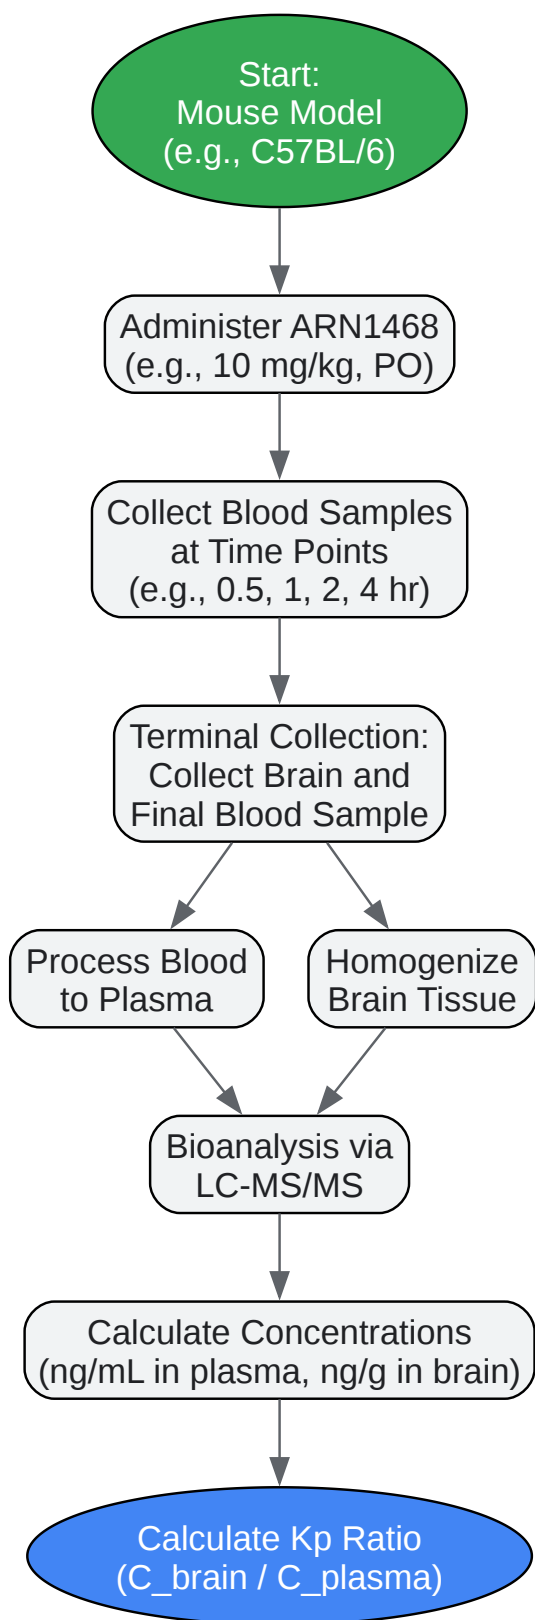 Start:
Mouse Model
(e.g., C57BL/6)
Administer ARN1468
(e.g., 10 mg/kg, PO)
Collect Blood Samples
at Time Points
(e.g., 0.5, 1, 2, 4 hr)
Terminal Collection:
Collect Brain and
Final Blood Sample
Process Blood
to Plasma
Homogenize
Brain Tissue
Bioanalysis via
LC-MS/MS
Calculate Concentrations
(ng/mL in plasma, ng/g in brain)
Calculate Kp Ratio
(C_brain / C_plasma)